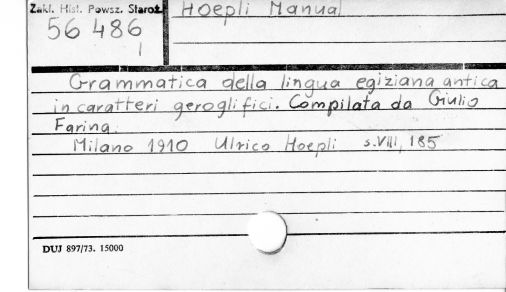 Zakł. Hist. Powsz. Staroż.
Hoepli Manual
56 486
1
Grammatica della lingua egiziana antica
in caratteri geroglifici. Compilata da Giulio
Farina.
Milano 1910 Ulrico Hoepli s.VIII, 185
DUJ 897/73. 15000